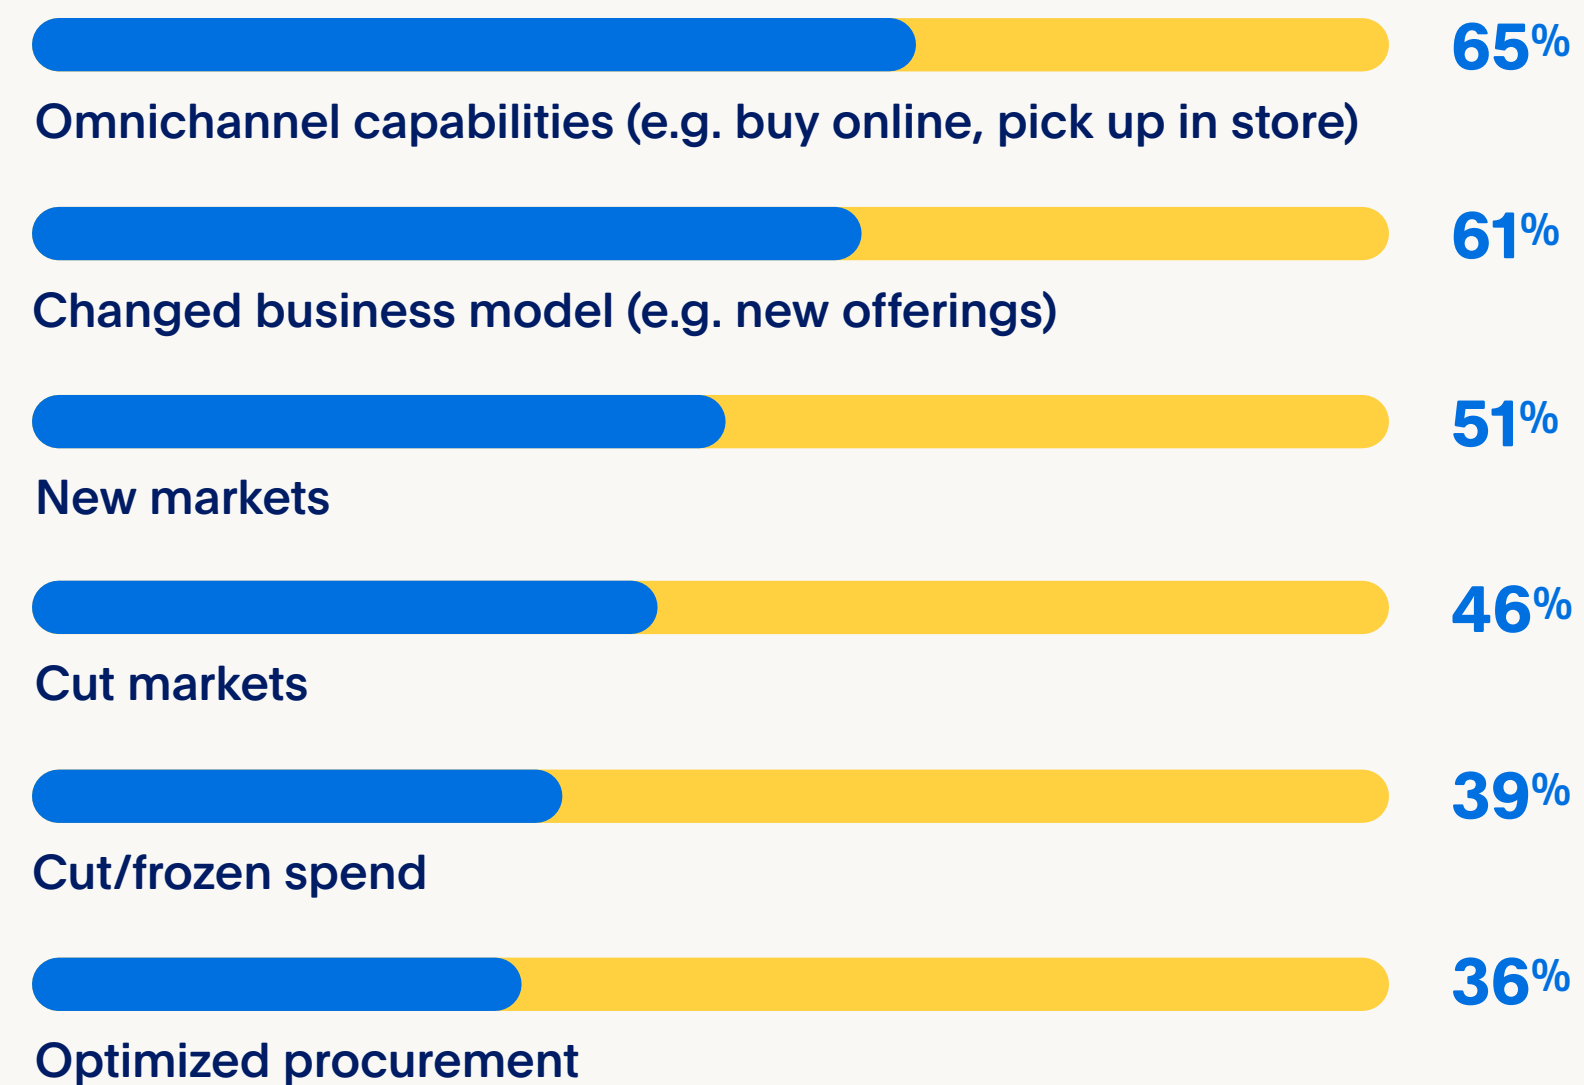 65%
Omnichannel capabilities (e.g. buy online, pick up in store)
61%
Changed business model (e.g. new offerings)
51%
New markets
46%
Cut markets
39%
Cut/frozen spend
36%
Optimized procurement